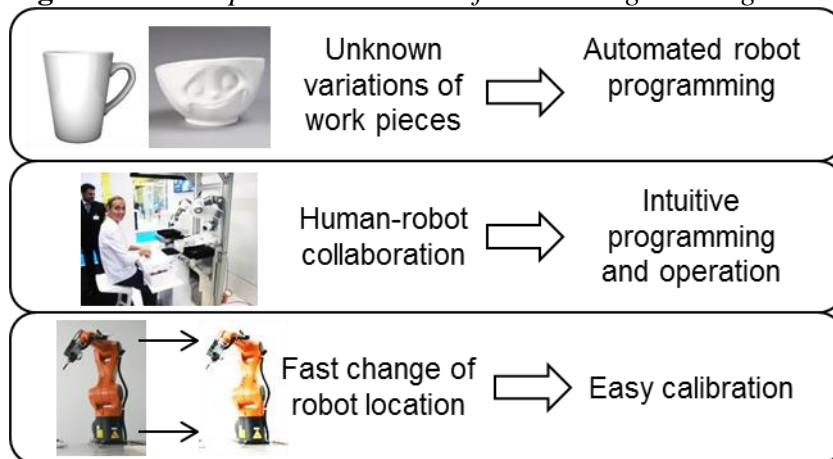 Unknown
variations of
work pieces
Automated robot
programming
Human-robot
collaboration
Intuitive
programming
and operation
Fast change of
robot location
Easy calibration